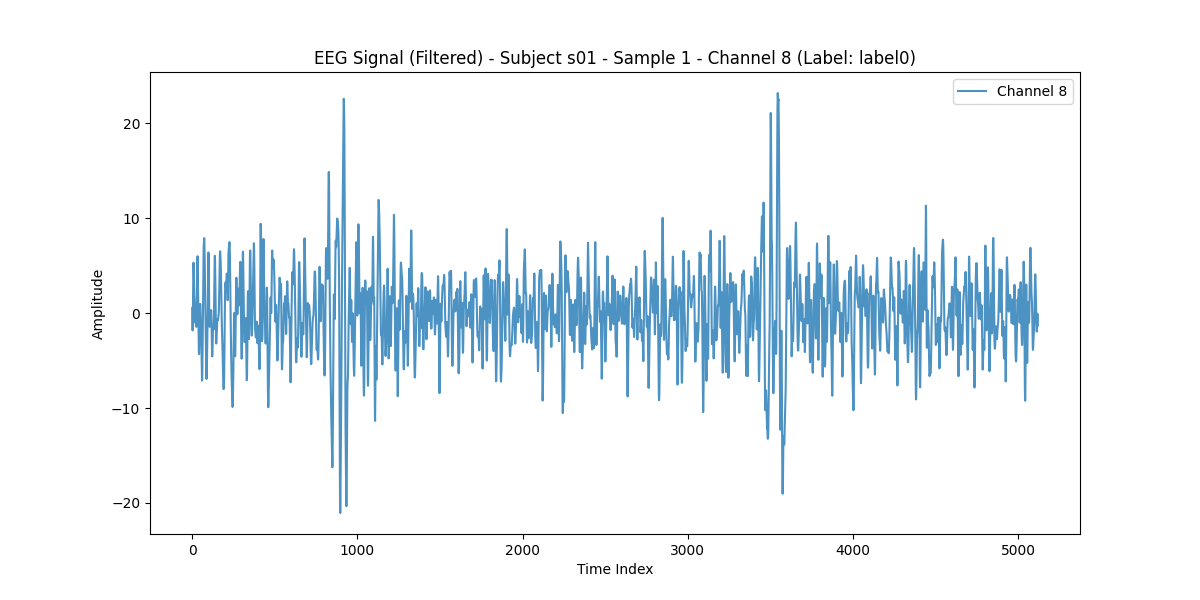 EEG Signal (Filtered) - Subject s01 - Sample 1 - Channel 8 (Label: label0)
Channel 8
Amplitude
20
10
0
−10
−20
0 1000 2000 3000 4000 5000
Time Index